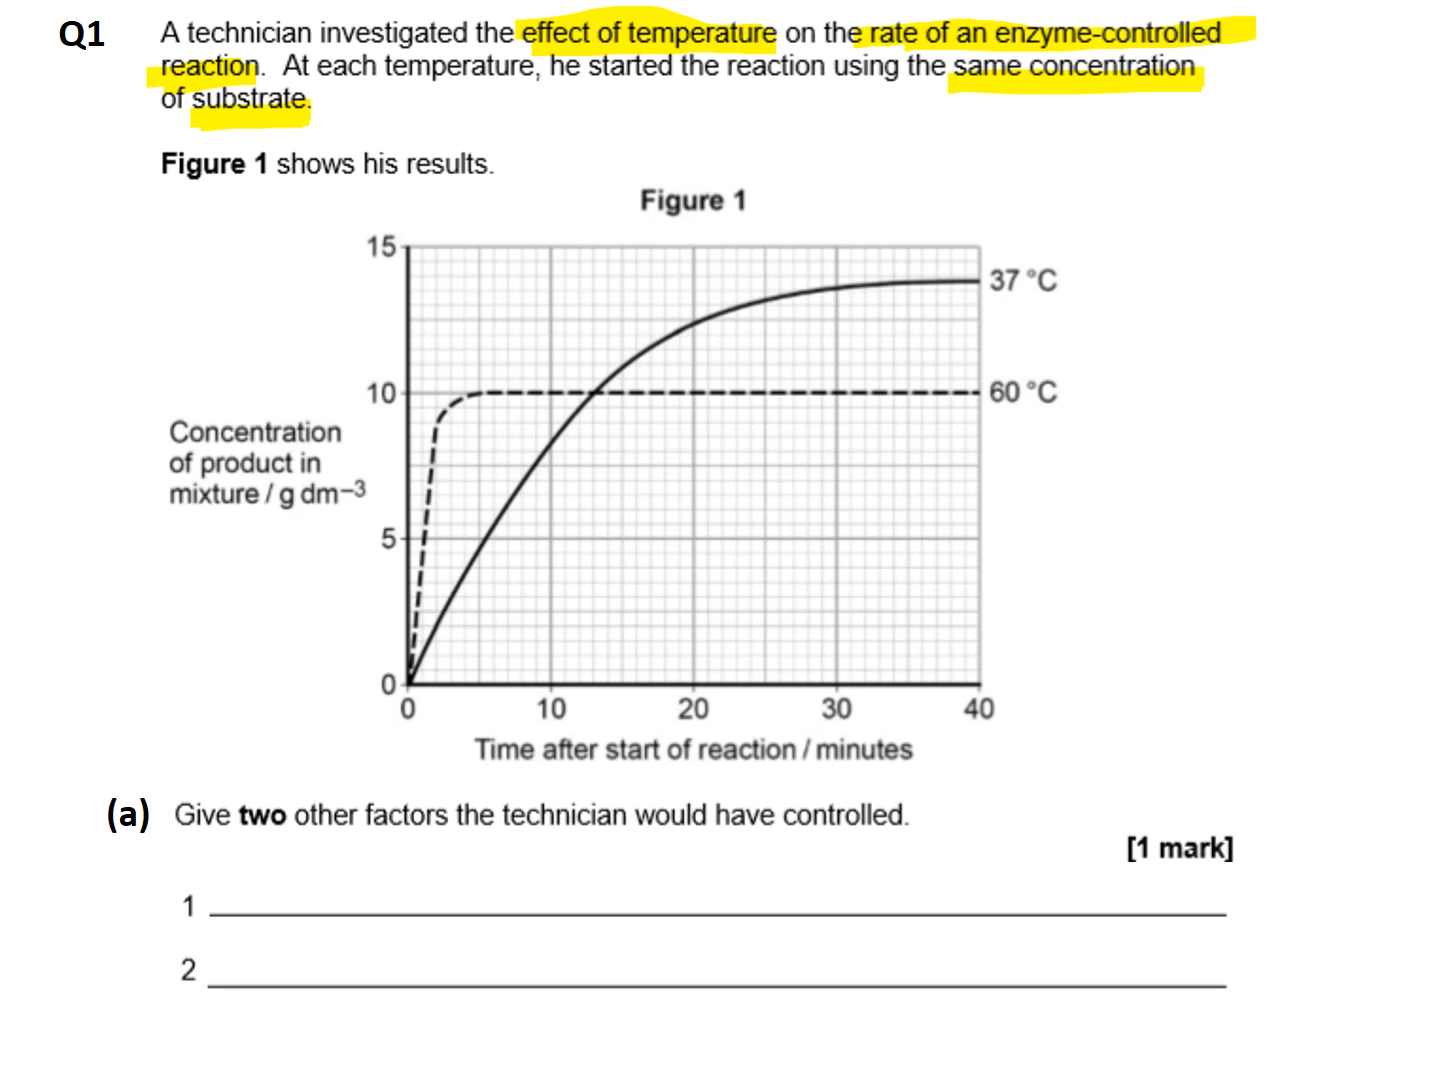 Q1 A technician investigated the effect of temperature on the rate of an enzyme-controlled
reaction. At each temperature, he started the reaction using the same concentration
of substrate.
Figure 1 shows his results.
Figure 1
15
37 °C
10
60 °C
Concentration
of product in
mixture / g dm−3
5
0
0 10 20 30 40
Time after start of reaction / minutes
(a) Give two other factors the technician would have controlled.
[1 mark]
1
2